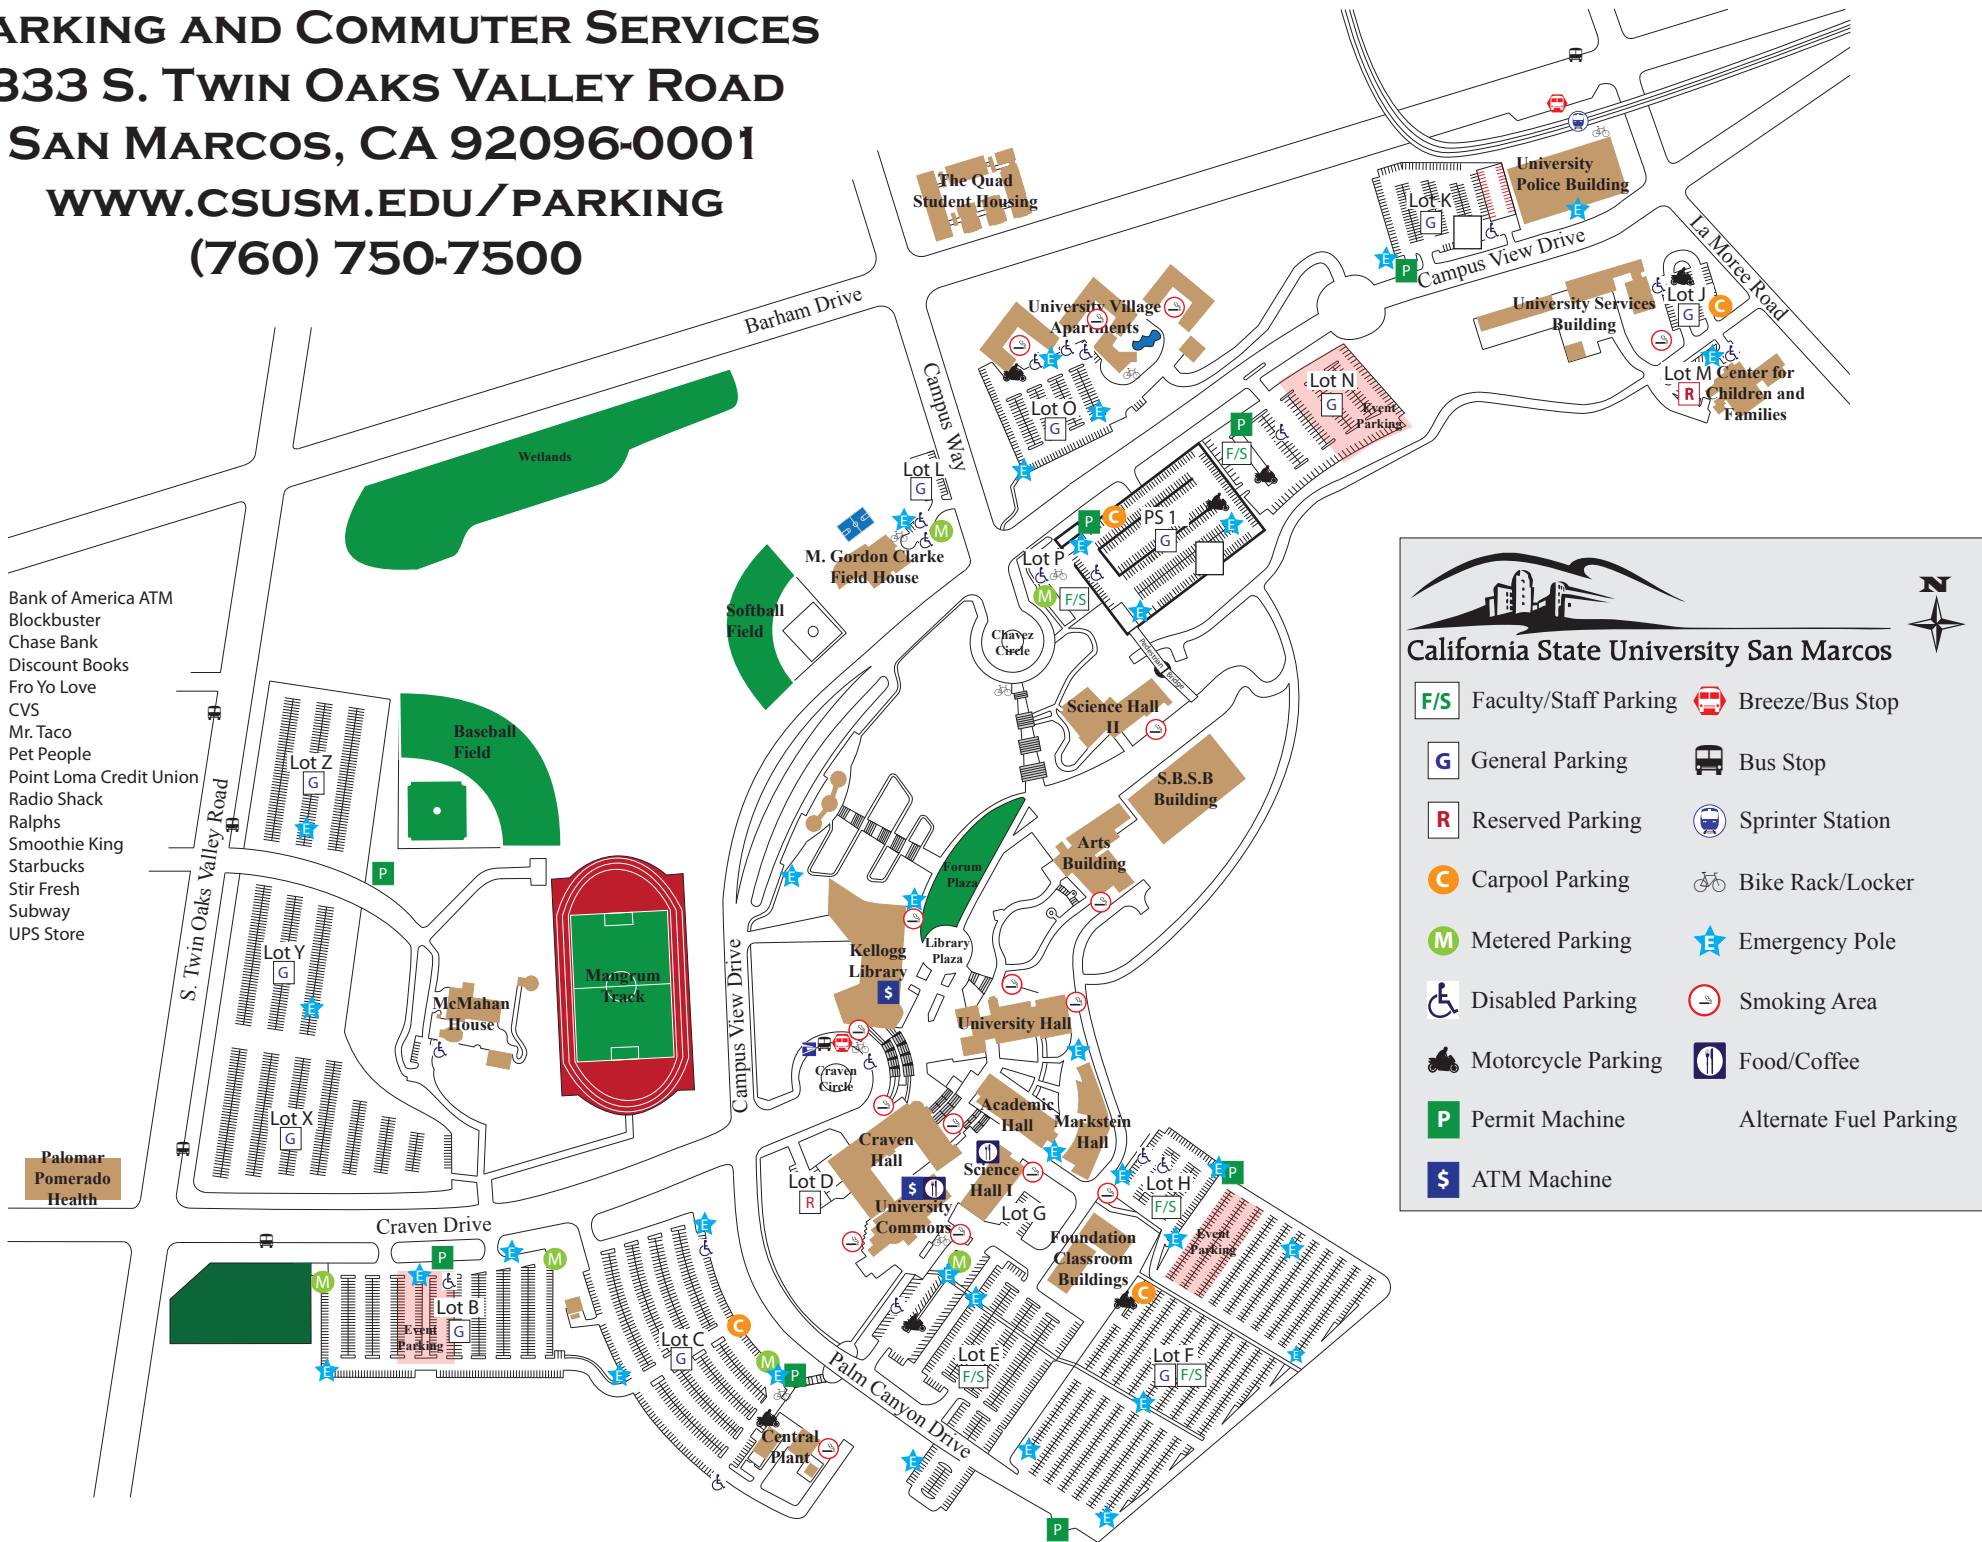 ARKING AND COMMUTER SERVICES
333 S. TWIN OAKS VALLEY ROAD
SAN MARCOS, CA 92096-0001
WWW.CSUSM.EDU/PARKING
(760) 750-7500
The Quad
Student Housing
University
Police Building
Lot K
G
E
P
Campus View Drive
La Moree Road
University Services
Building
Lot J
G
C
Lot M
R
E
Center for
Children and
Families
Barham Drive
University Village
Apartments
E
Lot O
G
E
E
Campus Way
Lot N
G
Event
Parking
P
F/S
Wetlands
Lot L
G
E
M
M. Gordon Clarke
Field House
P
C
PS 1
G
E
E
E
Lot P
M
F/S
Softball
Field
Chavez
Circle
Pedestrian
Bridge
Bank of America ATM
Blockbuster
Chase Bank
Discount Books
Fro Yo Love
CVS
Mr. Taco
Pet People
Point Loma Credit Union
Radio Shack
Ralphs
Smoothie King
Starbucks
Stir Fresh
Subway
UPS Store
S. Twin Oaks Valley Road
Lot Z
G
E
P
Baseball
Field
Science Hall
II
S.B.S.B
Building
Arts
Building
Forum
Plaza
E
E
Library
Plaza
Kellogg
Library
$
Lot Y
G
E
McMahan
House
Mangrum
Track
Campus View Drive
University Hall
E
Craven
Circle
Lot X
G
Palomar
Pomerado
Health
Academic
Hall
Markstein
Hall
E
Craven
Hall
Science
Hall I
Lot D
R
$
University
Commons
Lot G
E
Lot H
F/S
E
P
E
Event
Parking
E
Foundation
Classroom
Buildings
C
Craven Drive
M
P
E
E
M
Lot B
G
Event
Parking
E
E
E
Lot C
G
C
M
E
P
M
E
E
Lot E
F/S
Lot F
G
F/S
E
E
E
E
E
P
Palm Canyon Drive
Central
Plant
N
California State University San Marcos
F/S Faculty/Staff Parking
Breeze/Bus Stop
G General Parking
Bus Stop
R Reserved Parking
Sprinter Station
C Carpool Parking
Bike Rack/Locker
M Metered Parking
E Emergency Pole
Disabled Parking
Smoking Area
Motorcycle Parking
Food/Coffee
P Permit Machine
Alternate Fuel Parking
$ ATM Machine